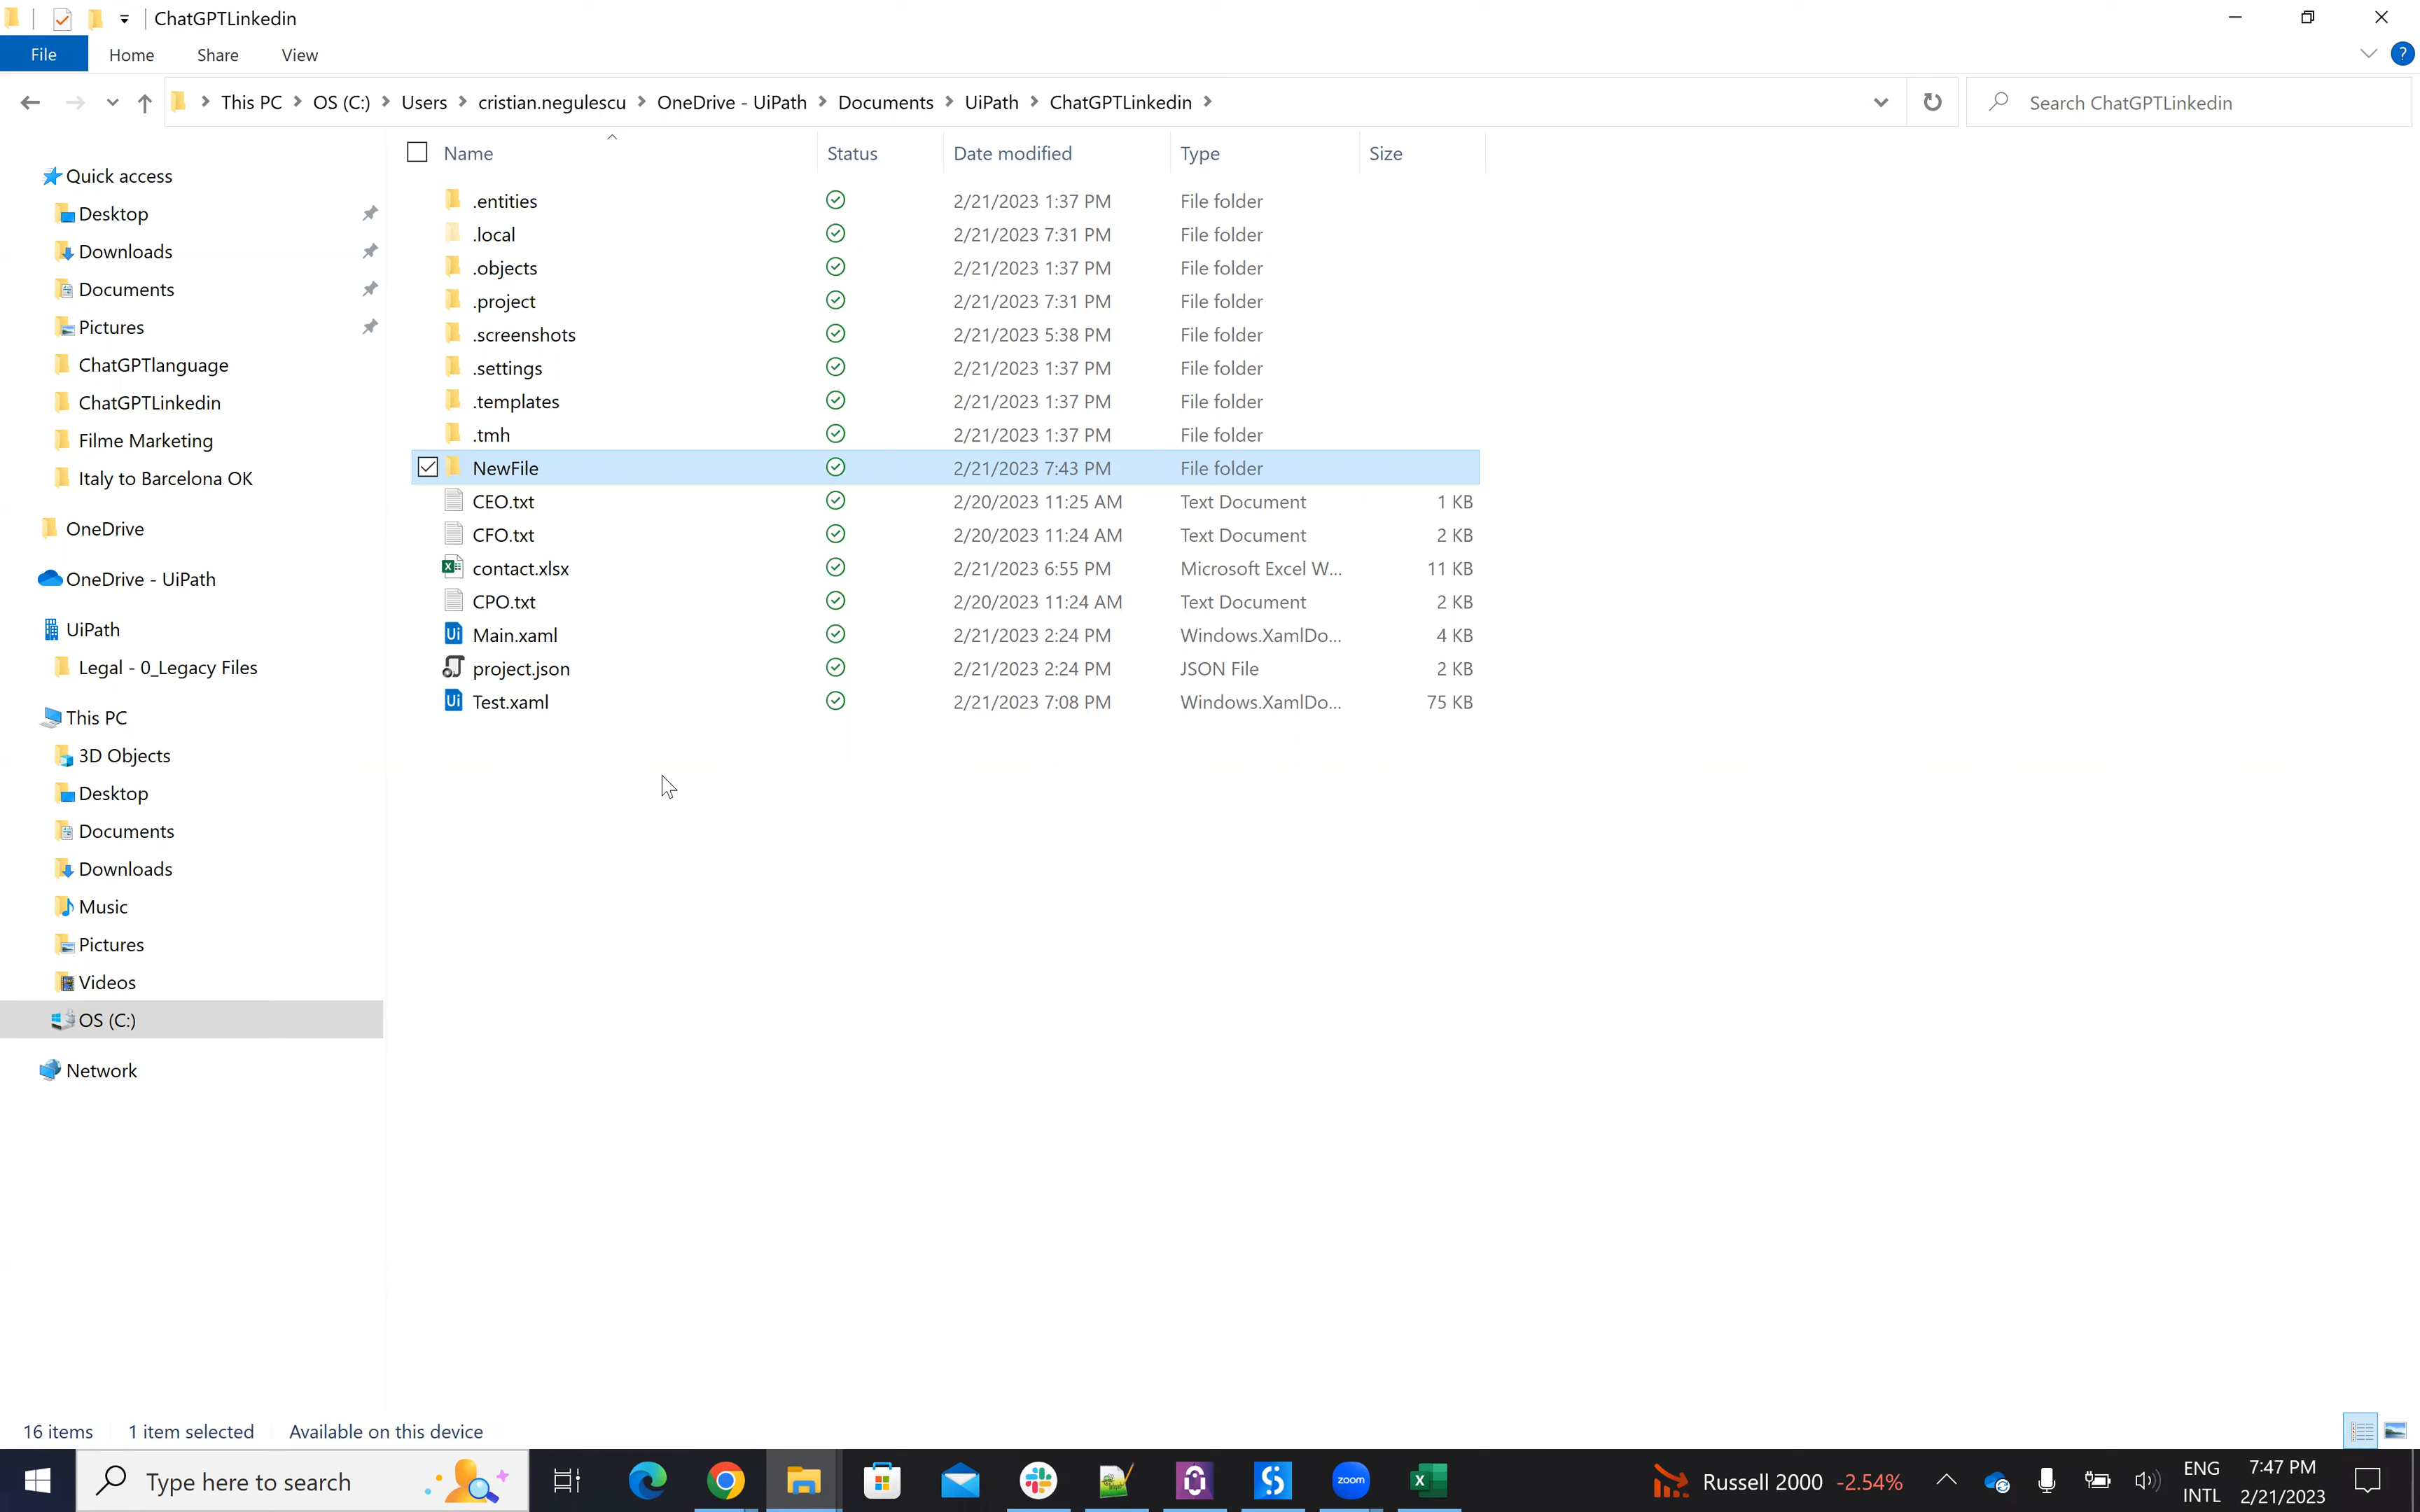 ChatGPTLinkedin
File Home Share View
This PC OS (C:) Users cristian.negulescu OneDrive - UiPath Documents UiPath ChatGPTLinkedin
Search ChatGPTLinkedin
Quick access
Desktop
Downloads
Documents
Pictures
ChatGPTlanguage
ChatGPTLinkedin
Filme Marketing
Italy to Barcelona OK
OneDrive
OneDrive - UiPath
UiPath
Legal - 0_Legacy Files
This PC
3D Objects
Desktop
Documents
Downloads
Music
Pictures
Videos
OS (C:)
Network
Name Status Date modified Type Size
.entities 2/21/2023 1:37 PM File folder
.local 2/21/2023 7:31 PM File folder
.objects 2/21/2023 1:37 PM File folder
.project 2/21/2023 7:31 PM File folder
.screenshots 2/21/2023 5:38 PM File folder
.settings 2/21/2023 1:37 PM File folder
.templates 2/21/2023 1:37 PM File folder
.tmh 2/21/2023 1:37 PM File folder
NewFile 2/21/2023 7:43 PM File folder
CEO.txt 2/20/2023 11:25 AM Text Document 1 KB
CFO.txt 2/20/2023 11:24 AM Text Document 2 KB
contact.xlsx 2/21/2023 6:55 PM Microsoft Excel W... 11 KB
CPO.txt 2/20/2023 11:24 AM Text Document 2 KB
Main.xaml 2/21/2023 2:24 PM Windows.XamlDo... 4 KB
project.json 2/21/2023 2:24 PM JSON File 2 KB
Test.xaml 2/21/2023 7:08 PM Windows.XamlDo... 75 KB
16 items 1 item selected Available on this device
Type here to search
zoom
Russell 2000 -2.54%
ENG
INTL
7:47 PM
2/21/2023